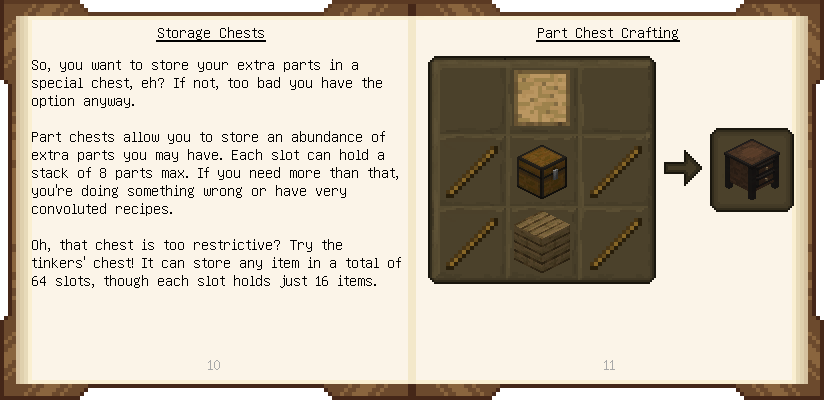 Storage Chests
So, you want to store your extra parts in a
special chest, eh? If not, too bad you have the
option anyway.
Part chests allow you to store an abundance of
extra parts you may have. Each slot can hold a
stack of 8 parts max. If you need more than that,
you're doing something wrong or have very
convoluted recipes.
Oh, that chest is too restrictive? Try the
tinkers' chest! It can store any item in a total of
64 slots, though each slot holds just 16 items.
10
Part Chest Crafting
11